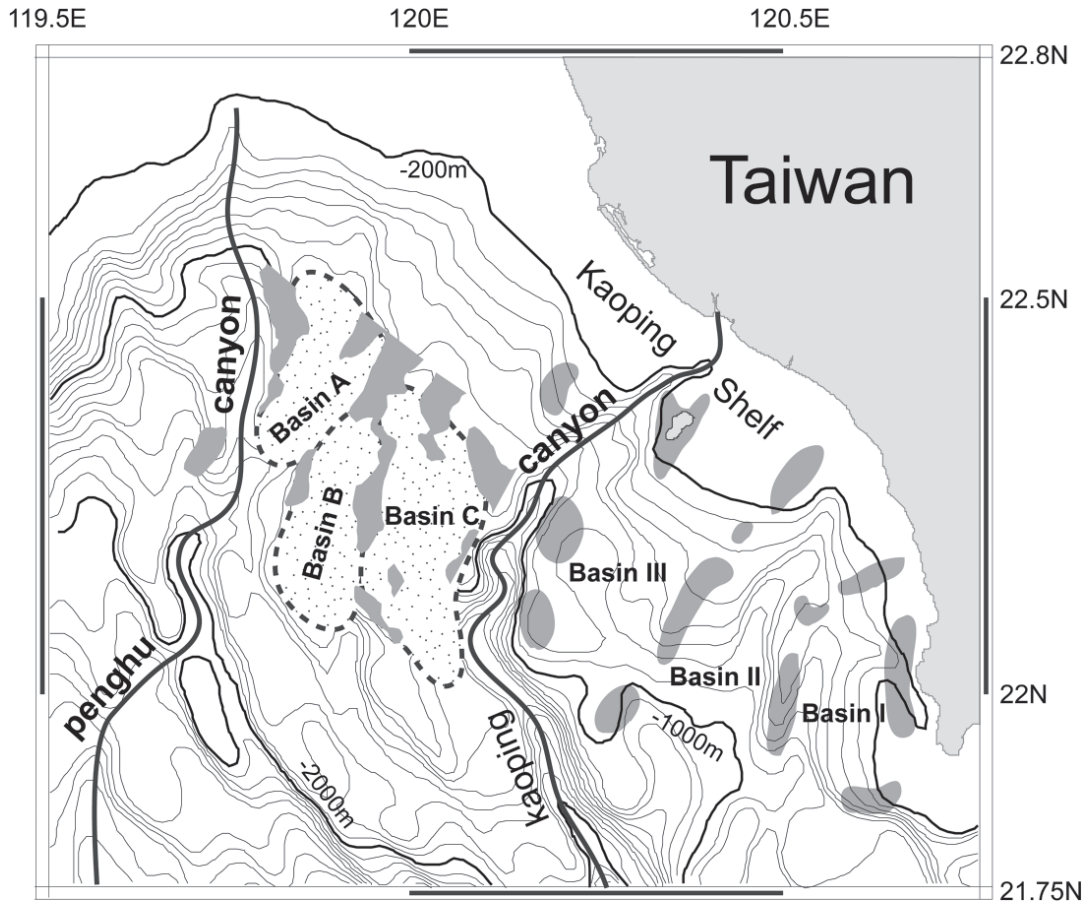 119.5E
120E
120.5E
22.8N
Taiwan
-200m
Kaoping
Shelf
22.5N
canyon
canyon
Basin A
Basin B
Basin C
Basin III
Basin II
Basin I
22N
penghu
kaoping
-1000m
-2000m
21.75N